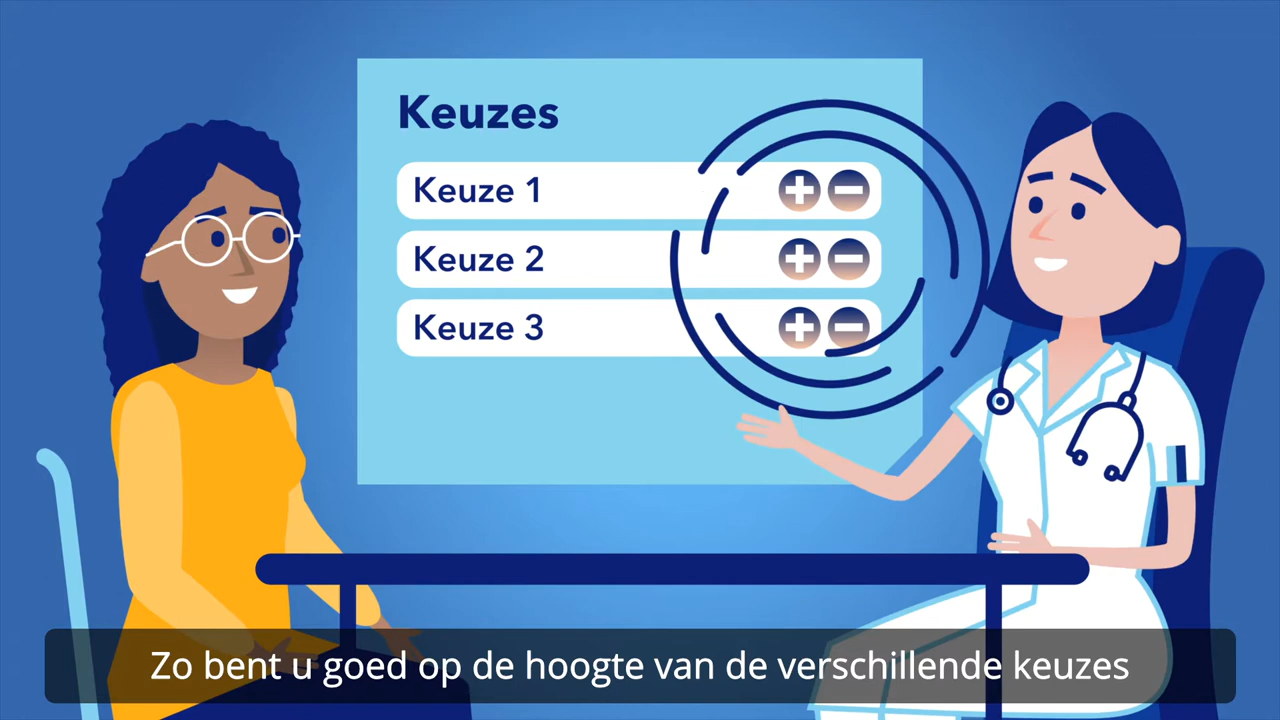 Keuzes
Keuze 1
Keuze 2
Keuze 3
Zo bent u goed op de hoogte van de verschillende keuzes